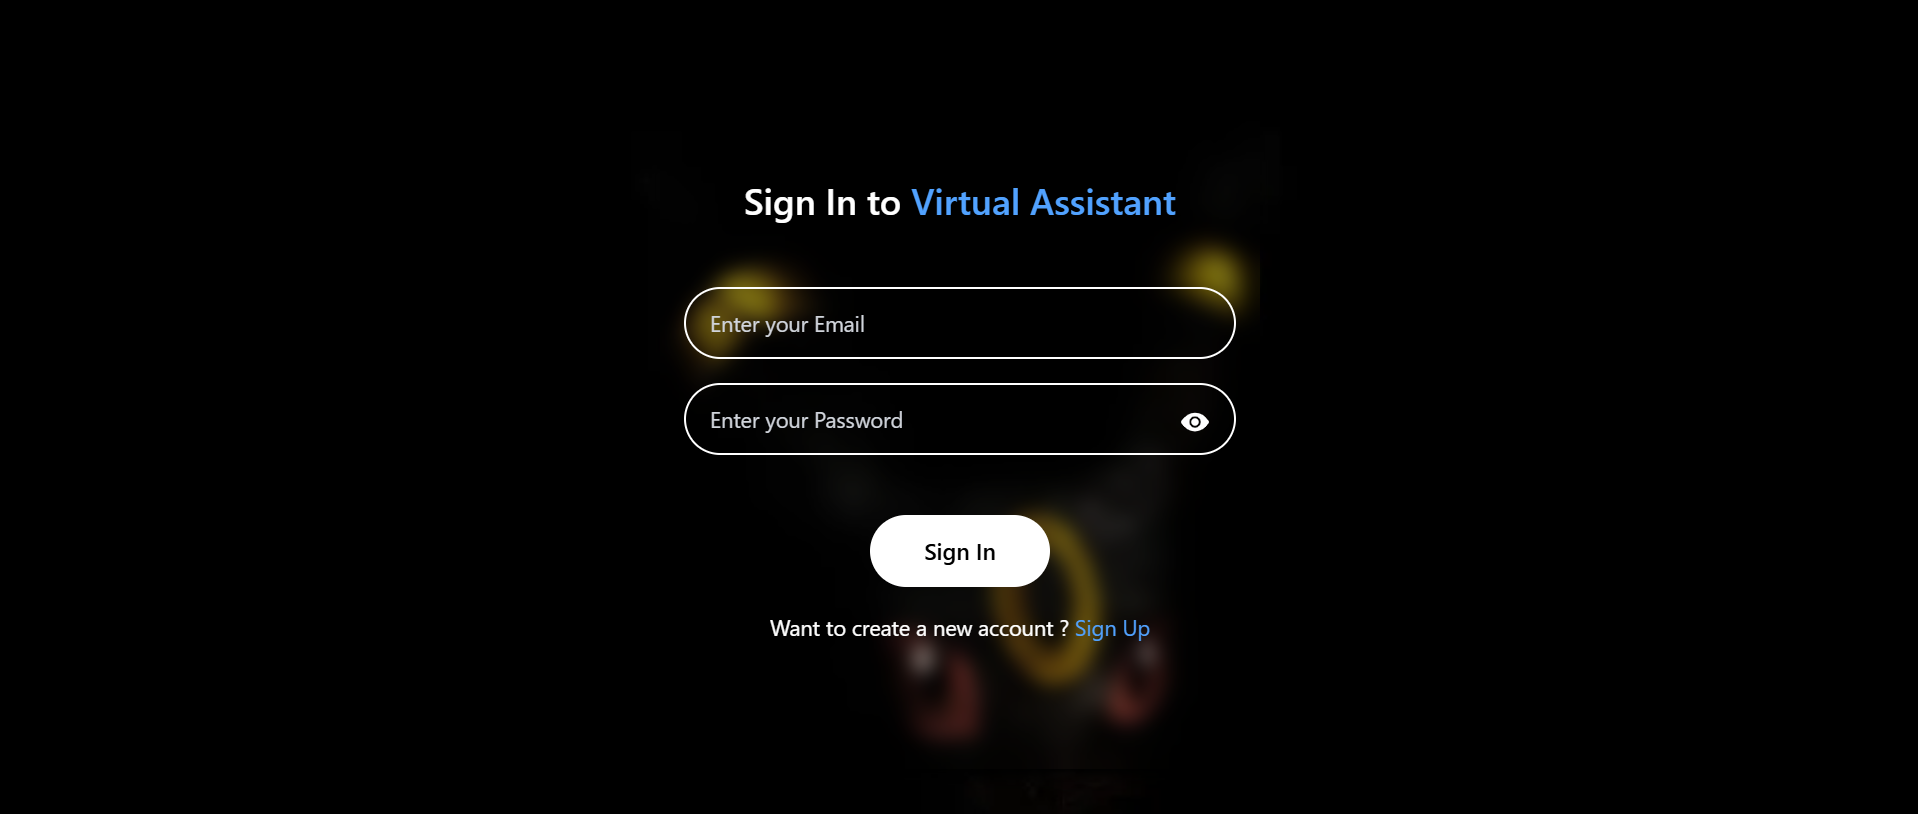 Sign In to Virtual Assistant
Enter your Email
Enter your Password
Sign In
Want to create a new account ? Sign Up